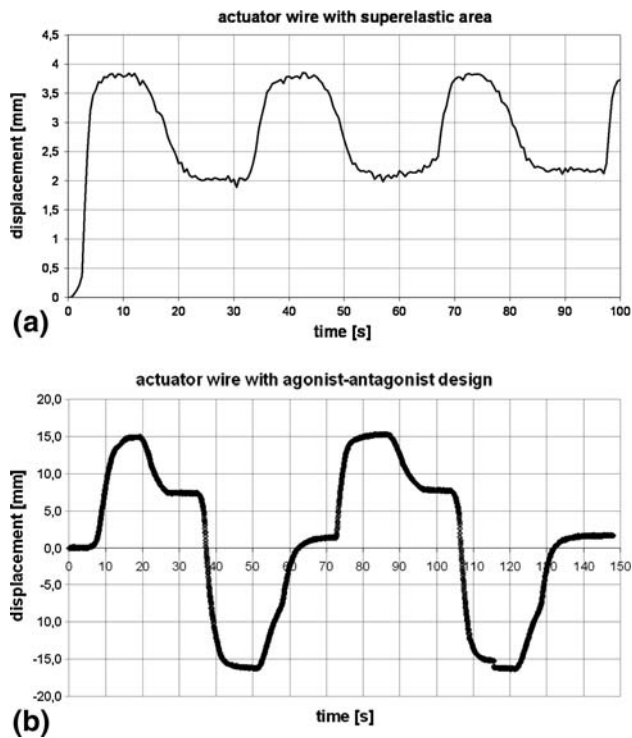 actuator wire with superelastic area
4,5
4
3,5
3
2,5
2
1,5
1
0,5
0
displacement [mm]
0 10 20 30 40 50 60 70 80 90 100
time [s]
(a)
actuator wire with agonist-antagonist design
20,0
15,0
10,0
5,0
0,0
-5,0
-10,0
-15,0
-20,0
displacement [mm]
0 10 20 30 40 50 60 70 80 90 100 110 120 130 140 150
time [s]
(b)